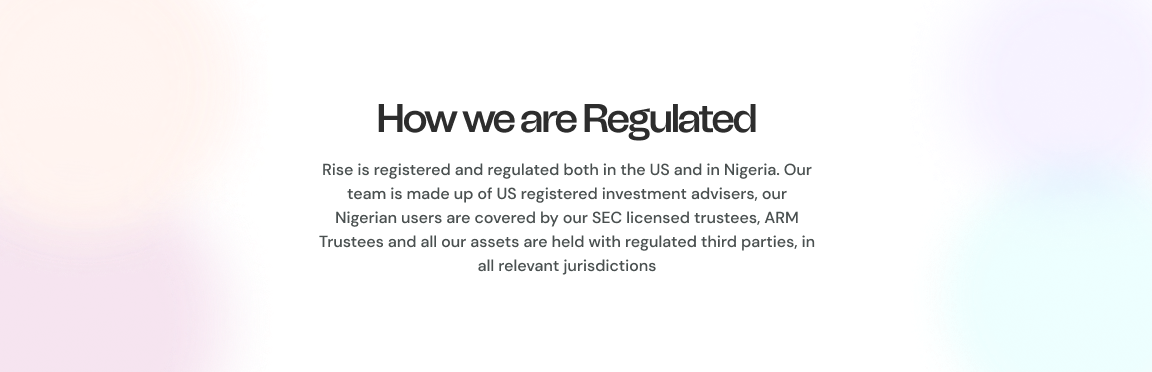 How we are Regulated
Rise is registered and regulated both in the US and in Nigeria. Our
team is made up of US registered investment advisers, our
Nigerian users are covered by our SEC licensed trustees, ARM
Trustees and all our assets are held with regulated third parties, in
all relevant jurisdictions